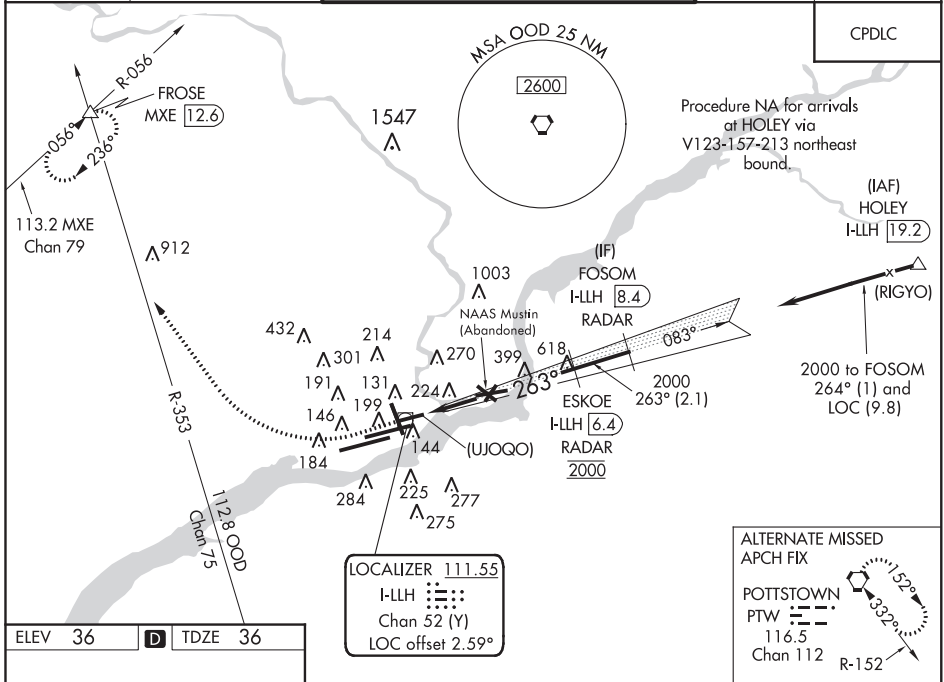 MSA OOD 25 NM
2600
CPDLC
R-056
FROSE
MXE 12.6
056°
236°
113.2 MXE
Chan 79
1547
Procedure NA for arrivals
at HOLEY via
V123-157-213 northeast
bound.
(IAF)
HOLEY
I-LLH 19.2
(RIGYO)
2000 to FOSOM
264° (1) and
LOC (9.8)
(IF)
FOSOM
I-LLH 8.4
RADAR
912
1003
NAAS Mustin
(Abandoned)
083°
432
214
301
270
399
618
263°
2000
263° (2.1)
191
131
224
ESKOE
I-LLH 6.4
RADAR
2000
146
199
(UJOQO)
144
184
R-353
284
225
277
275
112.8 OOD
Chan 75
LOCALIZER 111.55
I-LLH
Chan 52 (Y)
LOC offset 2.59°
ALTERNATE MISSED
APCH FIX
POTTSTOWN
PTW
116.5
Chan 112
152°
332°
R-152
ELEV 36 D TDZE 36